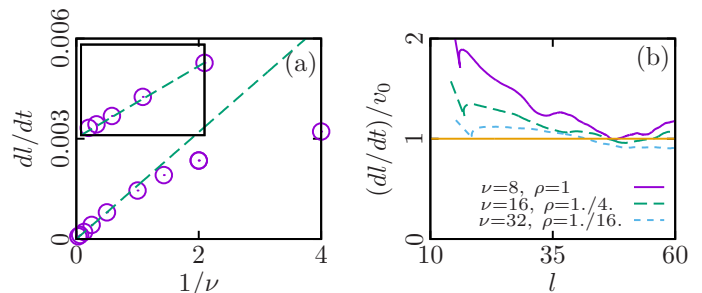 0.006
0.003
0
dl/dt
(a)
0
2
4
1/ν
2
1
0
(dl/dt)/v₀
(b)
ν=8, ρ=1
ν=16, ρ=1./4.
ν=32, ρ=1./16.
10
35
60
l